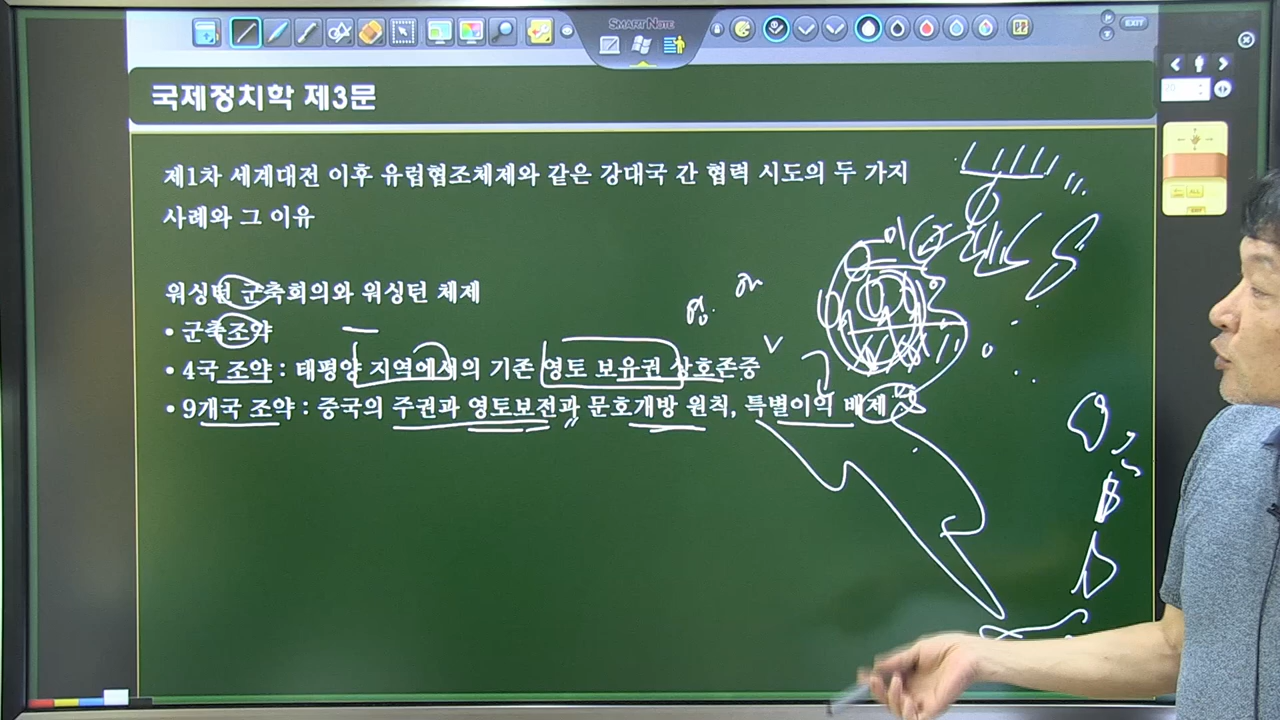 SMART NOTE
EXIT
국제정치학 제3문
제1차 세계대전 이후 유럽협조체제와 같은 강대국 간 협력 시도의 두 가지
사례와 그 이유
워싱턴 군축회의와 워싱턴 체제
• 군축조약
• 4국 조약 : 태평양 지역에서의 기존 영토 보유권 상호존중
• 9개국 조약 : 중국의 주권과 영토보전과 문호개방 원칙, 특별이익 배제